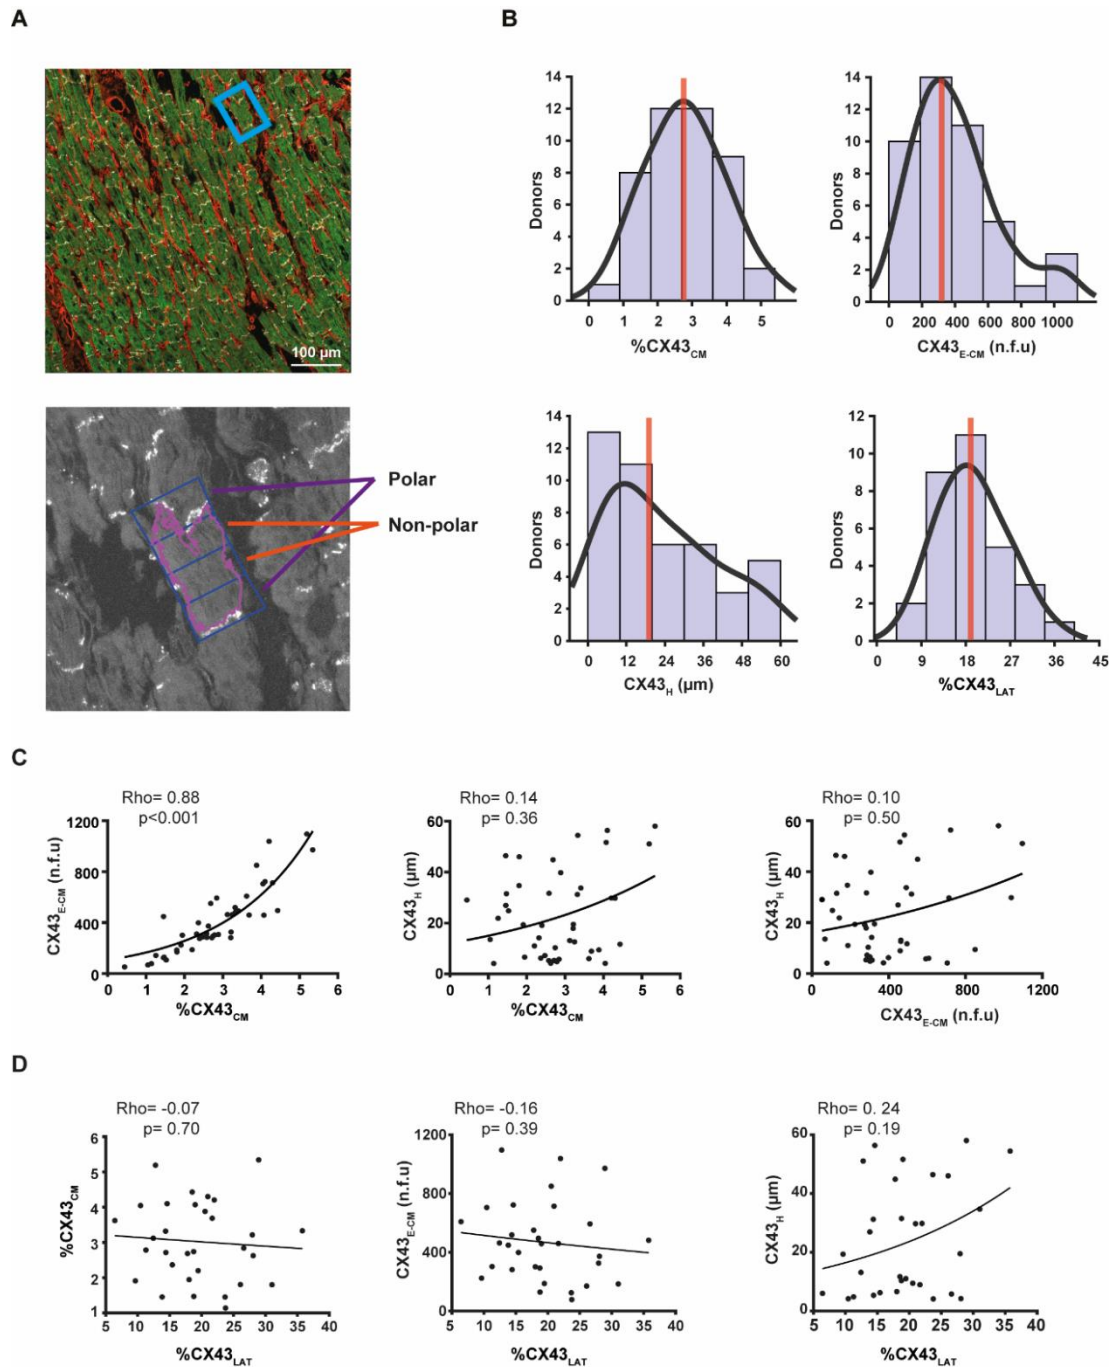 A
B
100 µm
Polar
Non-polar
14
12
10
8
6
4
2
0
Donors
0 1 2 3 4 5
%CX43CM
14
12
10
8
6
4
2
0
Donors
0 200 400 600 800 1000
CX43E-CM (n.f.u)
14
12
10
8
6
4
2
0
Donors
0 12 24 36 48 60
CX43H (µm)
12
10
8
6
4
2
0
Donors
0 9 18 27 36 45
%CX43LAT
C
Rho= 0.88
p<0.001
1200
800
400
0
CX43E-CM (n.f.u)
0 1 2 3 4 5 6
%CX43CM
Rho= 0.14
p= 0.36
60
40
20
0
CX43H (µm)
0 1 2 3 4 5 6
%CX43CM
Rho= 0.10
p= 0.50
60
40
20
0
CX43H (µm)
0 400 800 1200
CX43E-CM (n.f.u)
D
Rho= -0.07
p= 0.70
6
5
4
3
2
1
%CX43CM
5 10 15 20 25 30 35 40
%CX43LAT
Rho= -0.16
p= 0.39
1200
900
600
300
0
CX43E-CM (n.f.u)
5 10 15 20 25 30 35 40
%CX43LAT
Rho= 0. 24
p= 0.19
60
40
20
0
CX43H (µm)
5 10 15 20 25 30 35 40
%CX43LAT